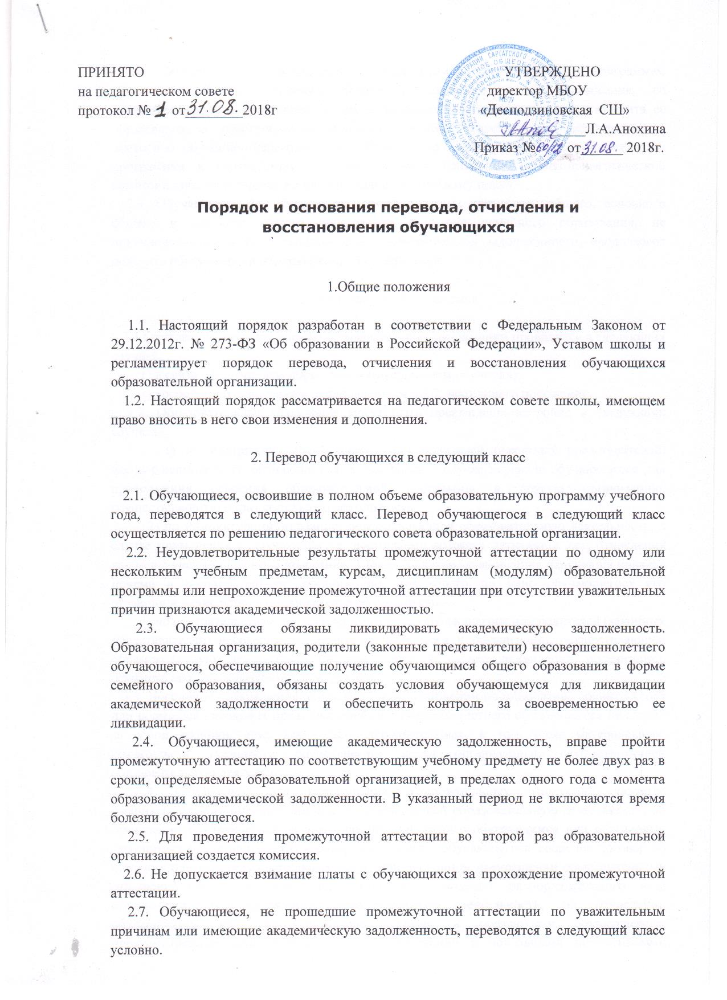 ПРИНЯТО
на педагогическом совете
протокол № 1 от 31.08. 2018г
УТВЕРЖДЕНО
директор МБОУ
«Десподзиновская СШ»
Л.А.Анохина
Приказ № 60/12 от 31.08. 2018г.
Порядок и основания перевода, отчисления и
восстановления обучающихся
1.Общие положения
1.1. Настоящий порядок разработан в соответствии с Федеральным Законом от
29.12.2012г. № 273-ФЗ «Об образовании в Российской Федерации», Уставом школы и
регламентирует порядок перевода, отчисления и восстановления обучающихся
образовательной организации.
1.2. Настоящий порядок рассматривается на педагогическом совете школы, имеющем
право вносить в него свои изменения и дополнения.
2. Перевод обучающихся в следующий класс
2.1. Обучающиеся, освоившие в полном объеме образовательную программу учебного
года, переводятся в следующий класс. Перевод обучающегося в следующий класс
осуществляется по решению педагогического совета образовательной организации.
2.2. Неудовлетворительные результаты промежуточной аттестации по одному или
нескольким учебным предметам, курсам, дисциплинам (модулям) образовательной
программы или непрохождение промежуточной аттестации при отсутствии уважительных
причин признаются академической задолженностью.
2.3. Обучающиеся обязаны ликвидировать академическую задолженность.
Образовательная организация, родители (законные представители) несовершеннолетнего
обучающегося, обеспечивающие получение обучающимся общего образования в форме
семейного образования, обязаны создать условия обучающемуся для ликвидации
академической задолженности и обеспечить контроль за своевременностью ее
ликвидации.
2.4. Обучающиеся, имеющие академическую задолженность, вправе пройти
промежуточную аттестацию по соответствующим учебному предмету не более двух раз в
сроки, определяемые образовательной организацией, в пределах одного года с момента
образования академической задолженности. В указанный период не включаются время
болезни обучающегося.
2.5. Для проведения промежуточной аттестации во второй раз образовательной
организацией создается комиссия.
2.6. Не допускается взимание платы с обучающихся за прохождение промежуточной
аттестации.
2.7. Обучающиеся, не прошедшие промежуточной аттестации по уважительным
причинам или имеющие академическую задолженность, переводятся в следующий класс
условно.